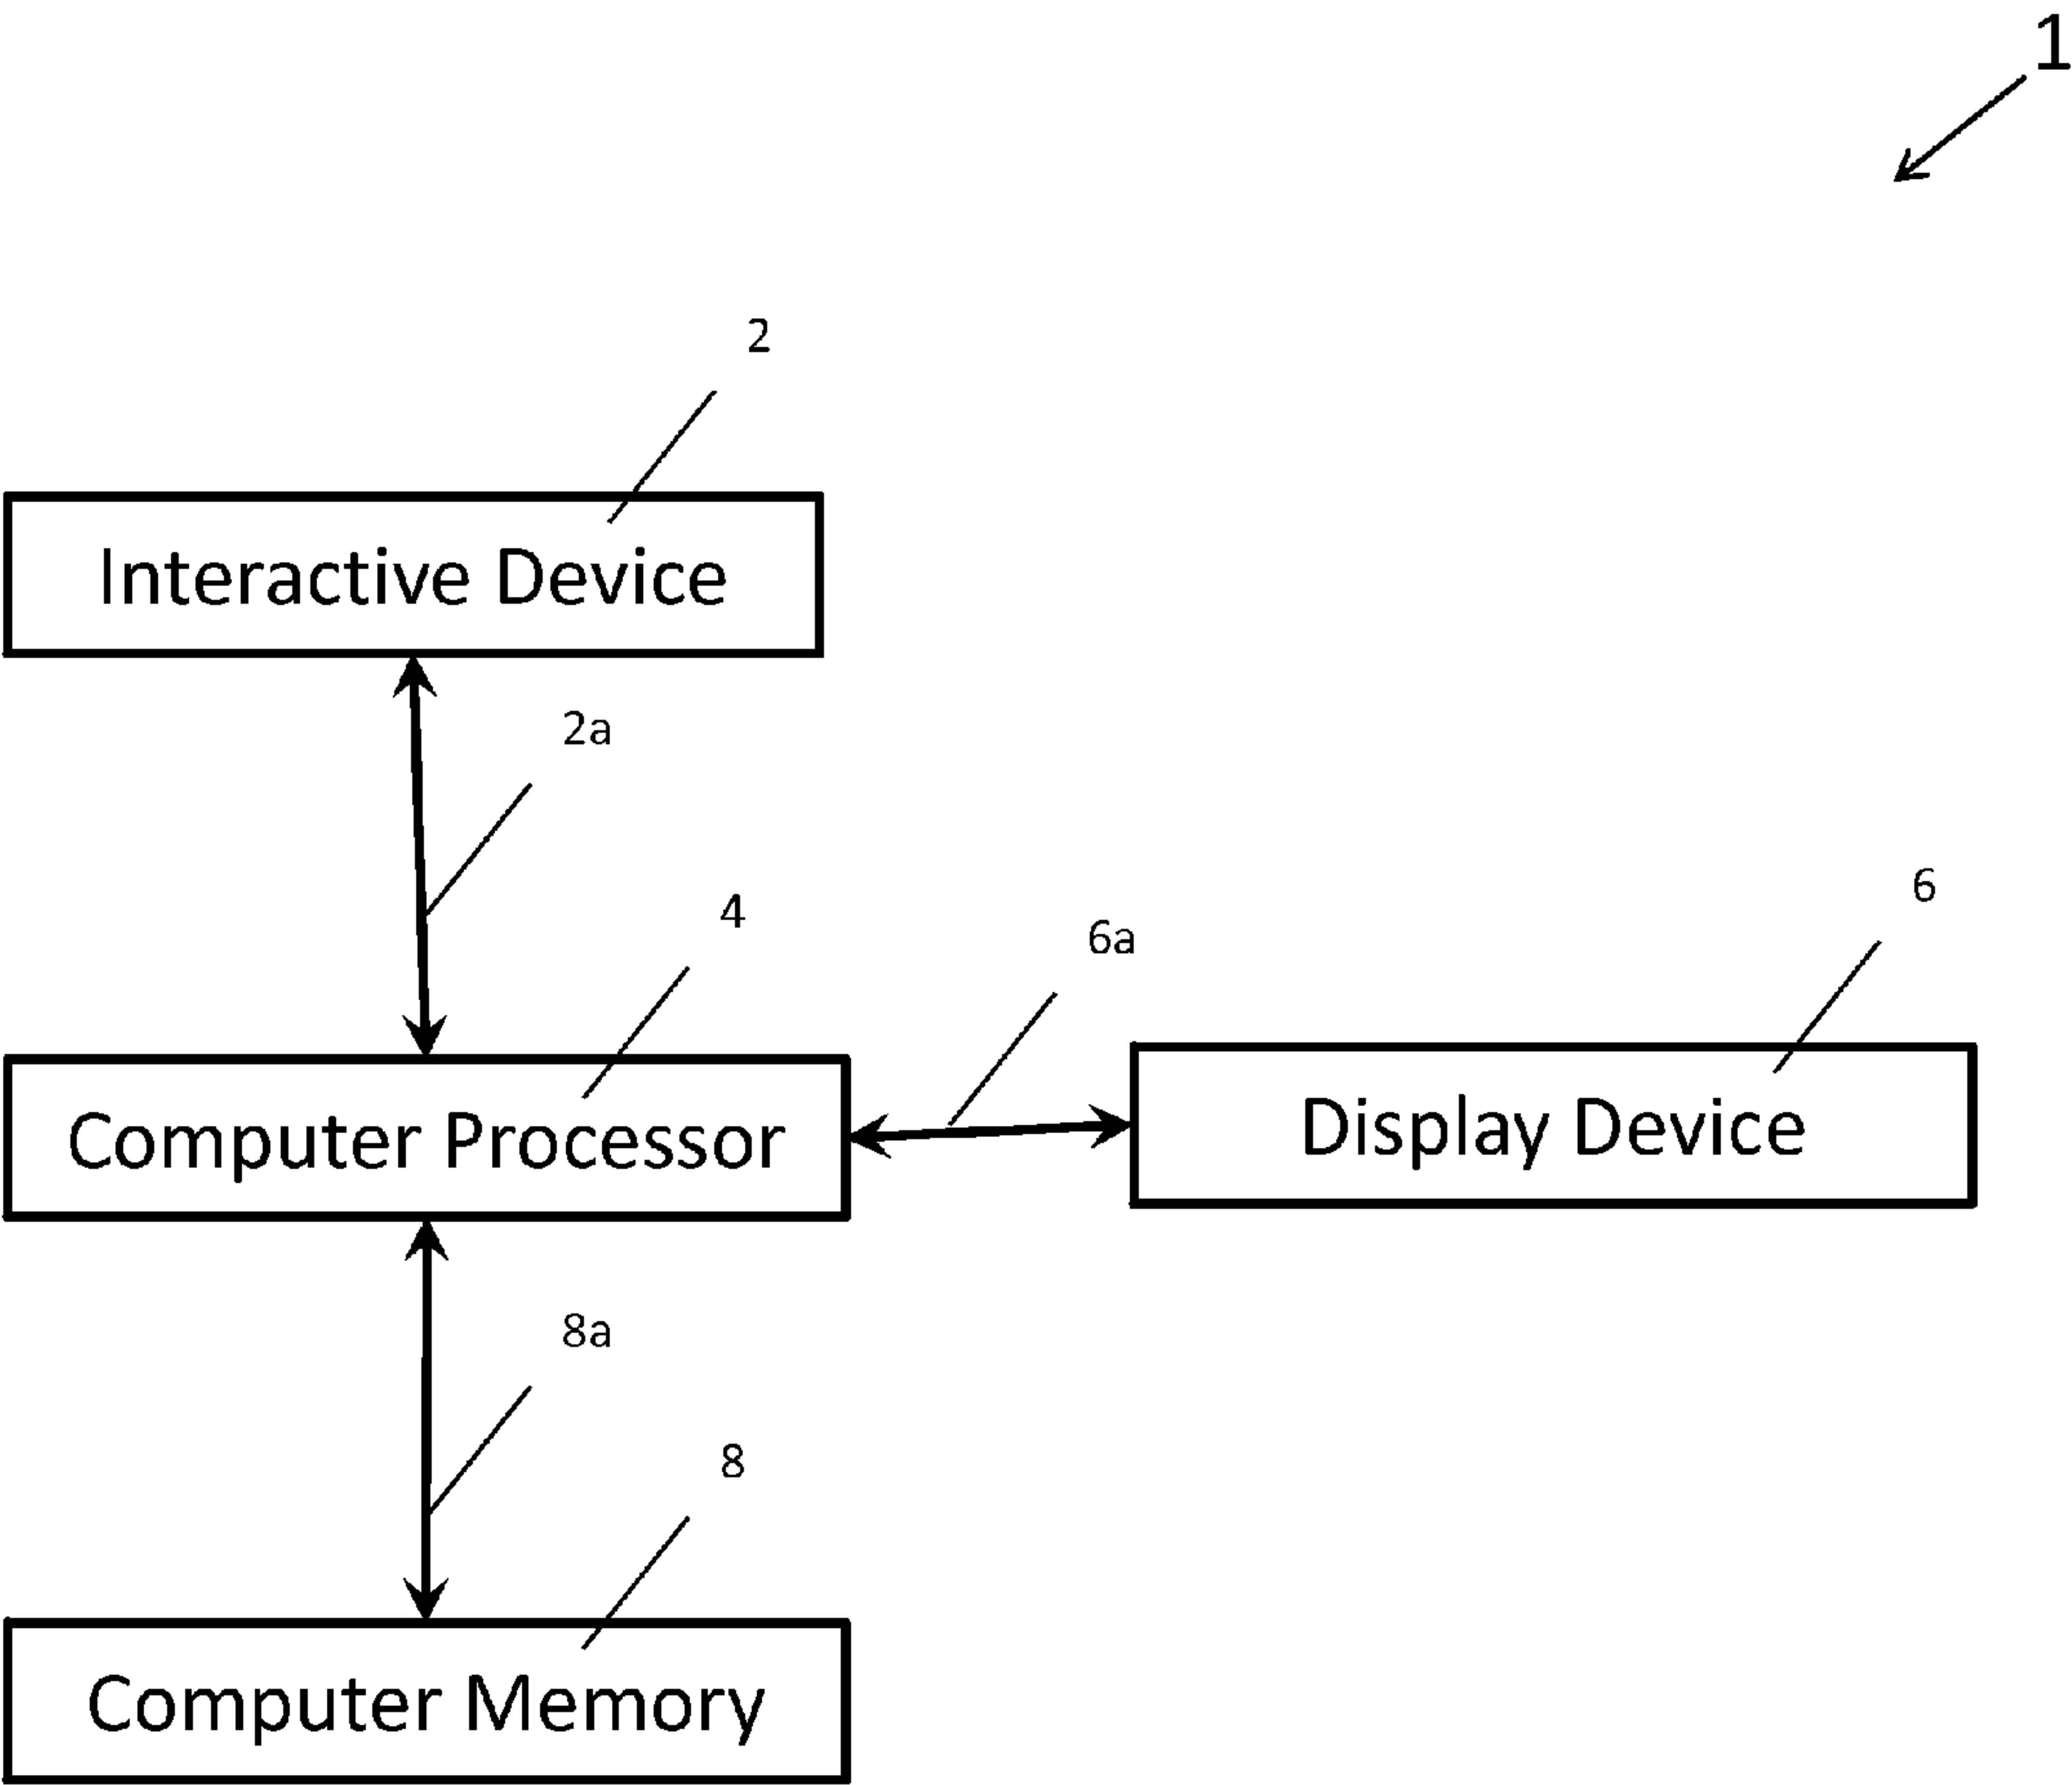 1
2
Interactive Device
2a
4
6a
6
Computer Processor
Display Device
8a
8
Computer Memory